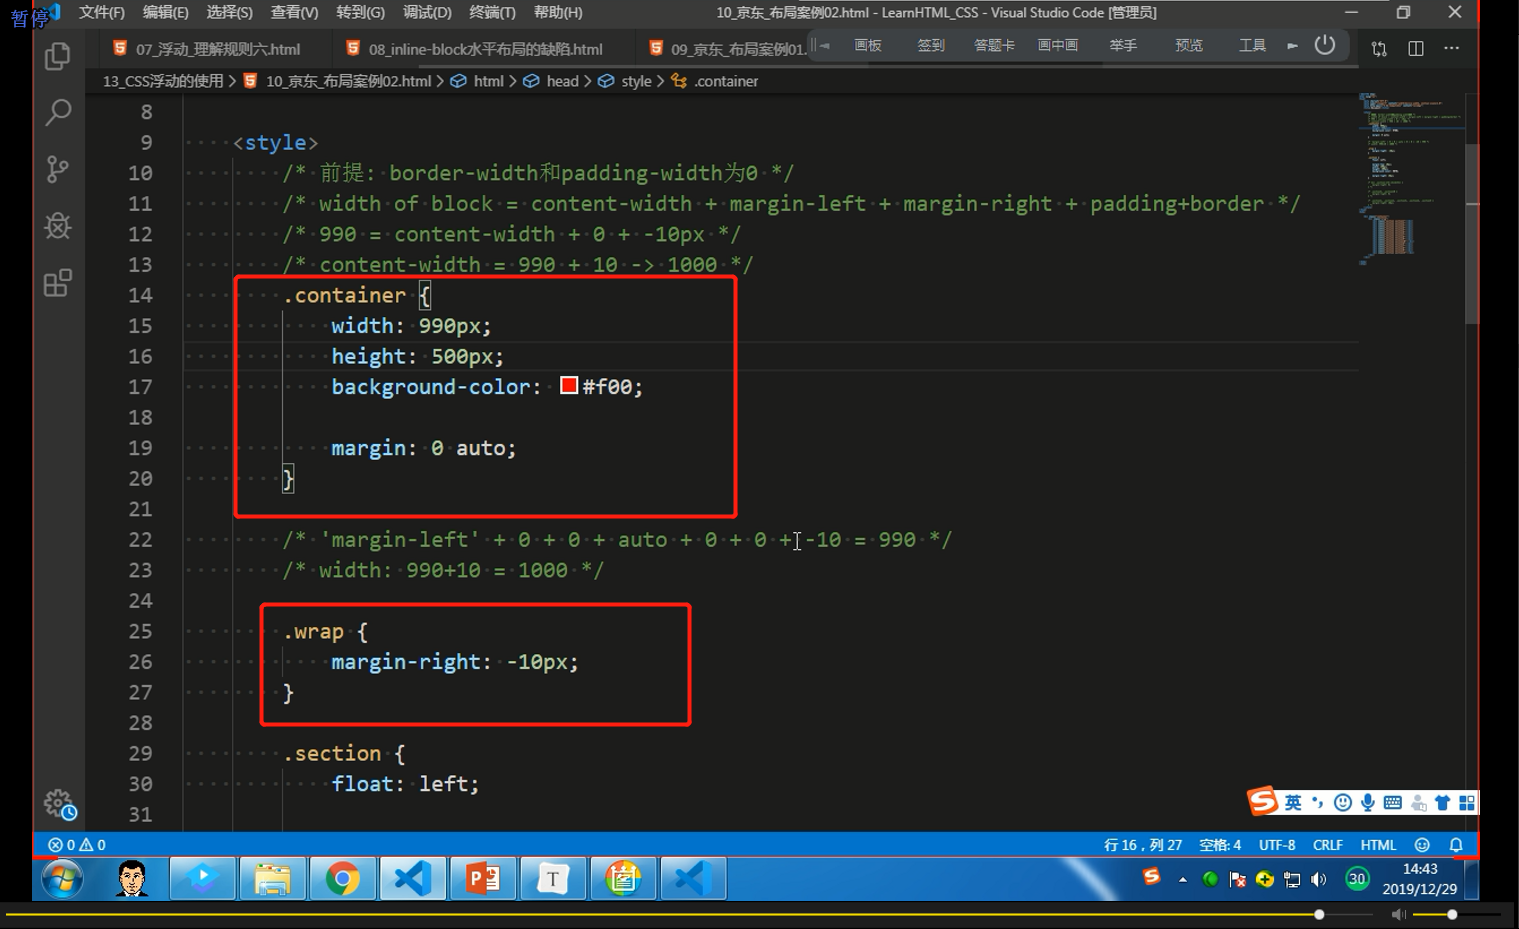 暂停
文件(F) 编辑(E) 选择(S) 查看(V) 转到(G) 调试(D) 终端(T) 帮助(H) 10_京东_布局案例02.html - LearnHTML_CSS - Visual Studio Code [管理员]
07_浮动_理解规则六.html 08_inline-block水平布局的缺陷.html 09_京东_布局案例01. 画板 签到 答题卡 画中画 举手 预览 工具
13_CSS浮动的使用 > 10_京东_布局案例02.html > html > head > style > .container
8
9 <style>
10 /* 前提: border-width和padding-width为0 */
11 /* width of block = content-width + margin-left + margin-right + padding+border */
12 /* 990 = content-width + 0 + -10px */
13 /* content-width = 990 + 10 -> 1000 */
14 .container {
15 width: 990px;
16 height: 500px;
17 background-color: #f00;
18
19 margin: 0 auto;
20 }
21
22 /* 'margin-left' + 0 + 0 + auto + 0 + 0 + -10 = 990 */
23 /* width: 990+10 = 1000 */
24
25 .wrap {
26 margin-right: -10px;
27 }
28
29 .section {
30 float: left;
31
英
0 0 行 16，列 27 空格: 4 UTF-8 CRLF HTML
30 14:43
2019/12/29